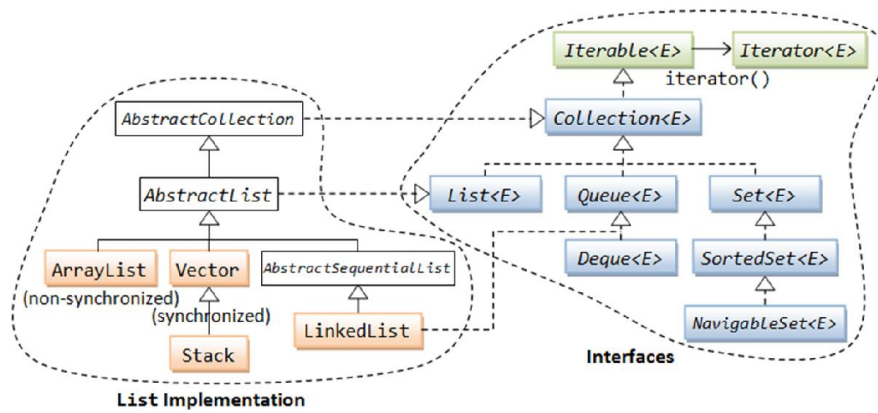 Iterable<E>
Iterator<E>
iterator()
AbstractCollection
Collection<E>
AbstractList
List<E>
Queue<E>
Set<E>
ArrayList
Vector
AbstractSequentialList
Deque<E>
SortedSet<E>
(non-synchronized)
(synchronized)
Stack
LinkedList
NavigableSet<E>
Interfaces
List Implementation